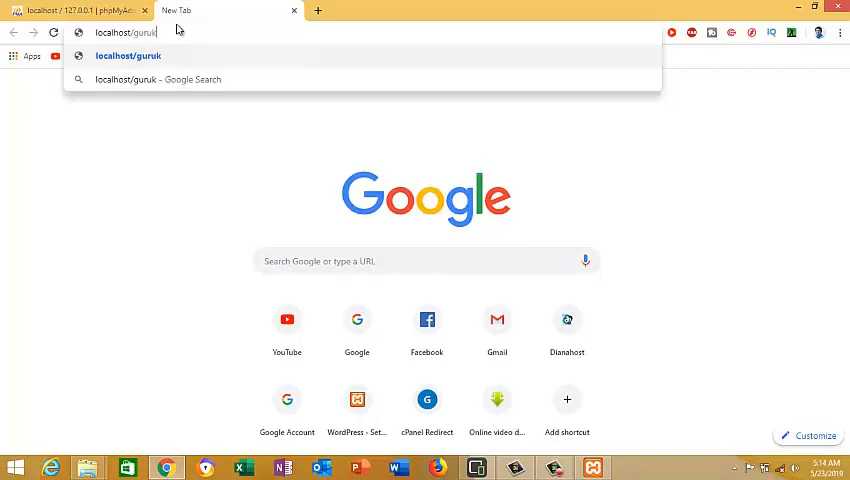 localhost / 127.0.0.1 | phpMyAdm
New Tab
localhost/guruk
Apps
localhost/guruk
localhost/guruk - Google Search
IQ
Google
Search Google or type a URL
YouTube
Google
Facebook
Gmail
Dianahost
G
Google Account
WordPress › Set...
cPanel Redirect
Online video d...
Add shortcut
Customize
5:14 AM
5/23/2019